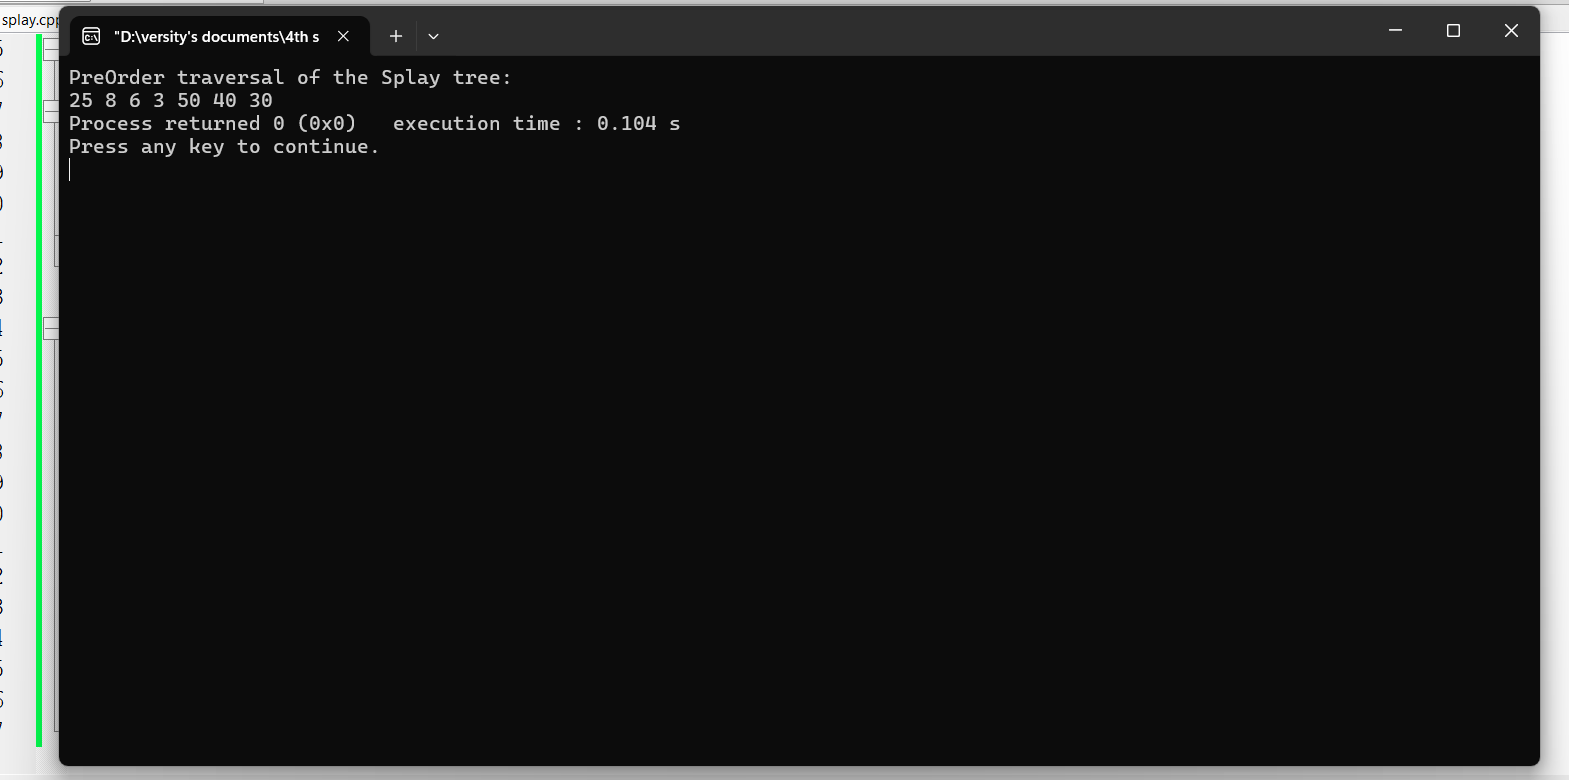 splay.cpp
"D:\versity's documents\4th s
PreOrder traversal of the Splay tree:
25 8 6 3 50 40 30
Process returned 0 (0x0)   execution time : 0.104 s
Press any key to continue.